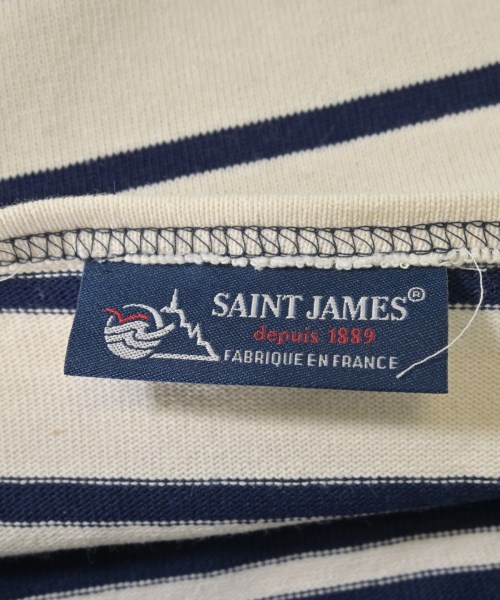 SAINT JAMES®
depuis 1889
FABRIQUE EN FRANCE